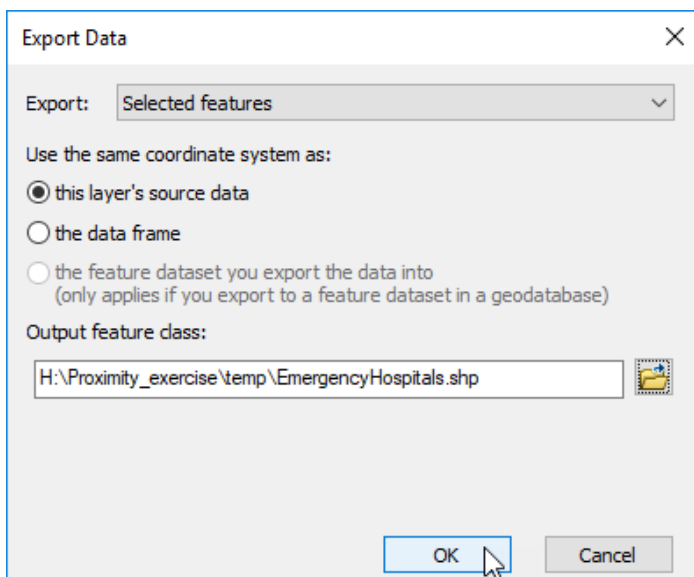 Export Data
Export: Selected features
Use the same coordinate system as:
this layer's source data
the data frame
the feature dataset you export the data into
(only applies if you export to a feature dataset in a geodatabase)
Output feature class:
H:\Proximity_exercise\temp\EmergencyHospitals.shp
OK Cancel